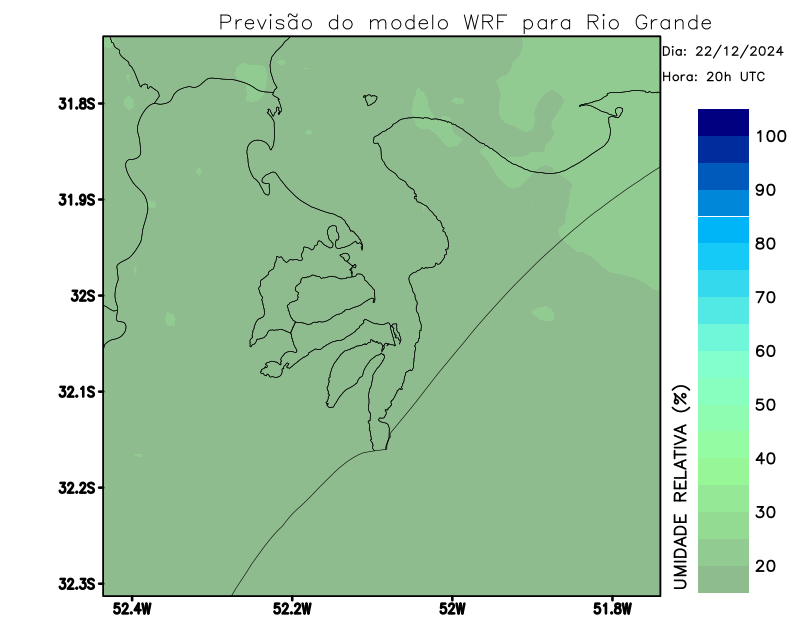 Previsão do modelo WRF para Rio Grande
Dia: 22/12/2024
Hora: 20h UTC
31.8S
31.9S
32S
32.1S
32.2S
32.3S
52.4W
52.2W
52W
51.8W
UMIDADE RELATIVA (%)
100
90
80
70
60
50
40
30
20